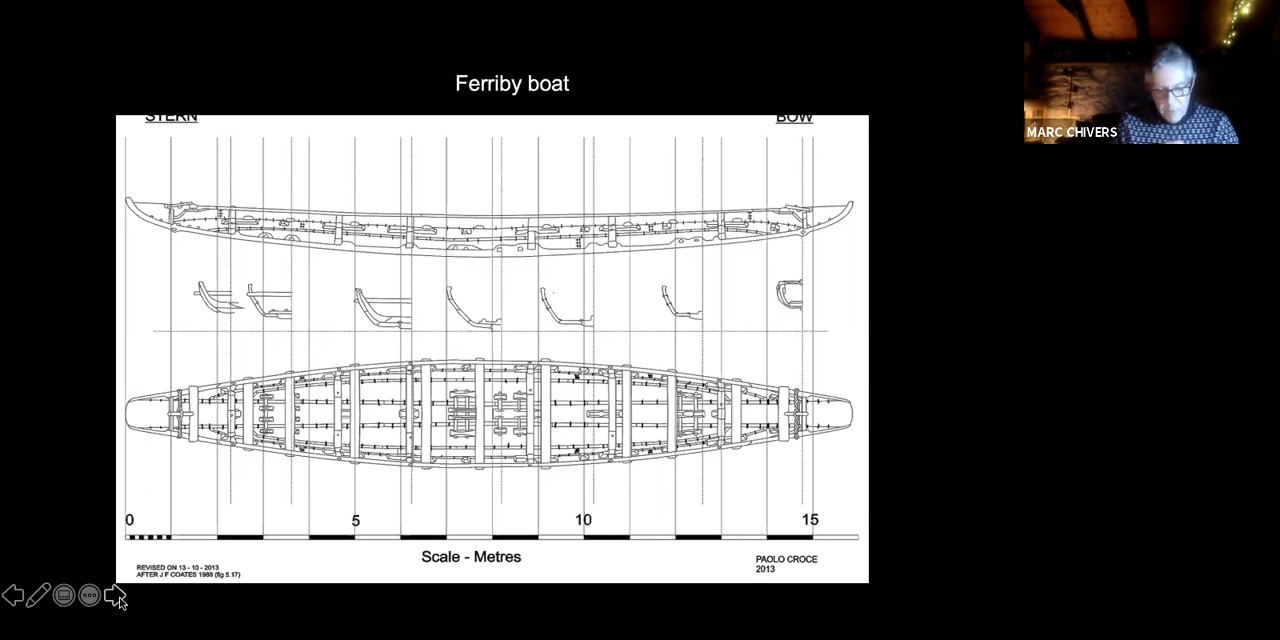 Ferriby boat
STERN
BOW
MARC CHIVERS
0
5
10
15
Scale - Metres
REVISED ON 13 - 10 - 2013
AFTER J F COATES 1988 (fig 5.17)
PAOLO CROCE
2013